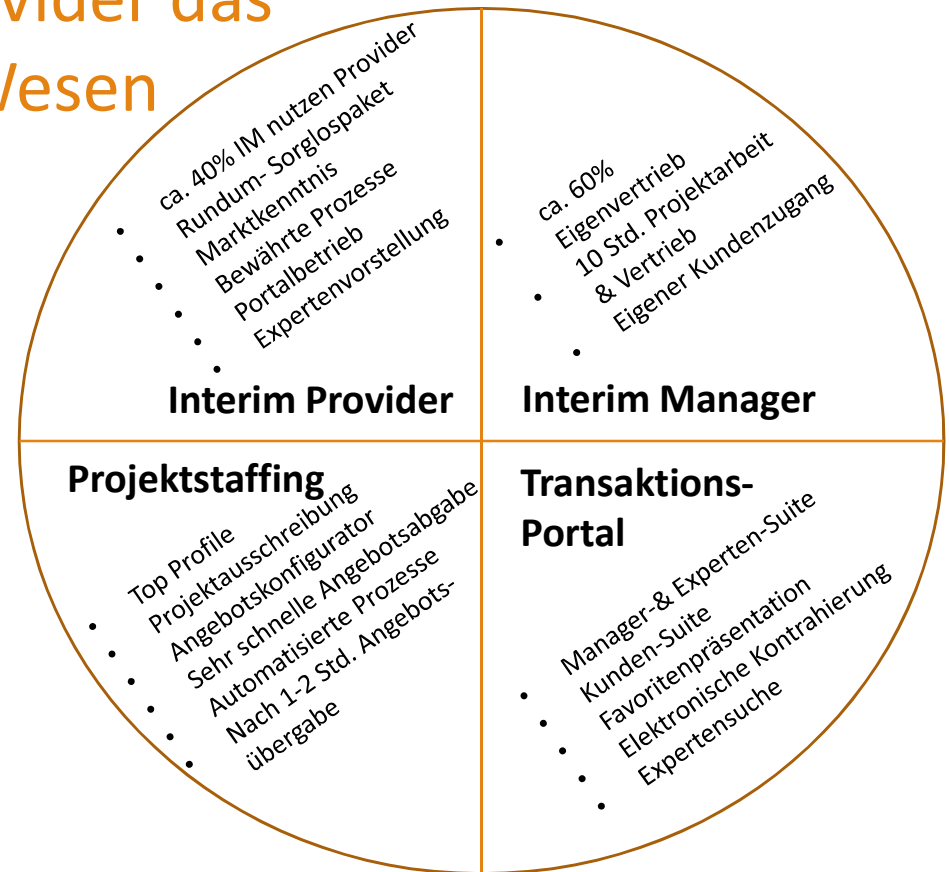 vider das
Wesen
ca. 40% IM nutzen Provider
Rundum- Sorglospaket
Marktkenntnis
Bewährte Prozesse
Portalbetrieb
Expertenvorstellung
Interim Provider
ca. 60%
Eigenvertrieb
10 Std. Projektarbeit
& Vertrieb
Eigener Kundenzugang
Interim Manager
Projektstaffing
Top Profile
Projektausschreibung
Angebotskonfigurator
Sehr schnelle Angebotsabgabe
Automatisierte Prozesse
Nach 1-2 Std. Angebots-
übergabe
Transaktions-
Portal
Manager-& Experten-Suite
Kunden-Suite
Favoritenpräsentation
Elektronische Kontrahierung
Expertensuche